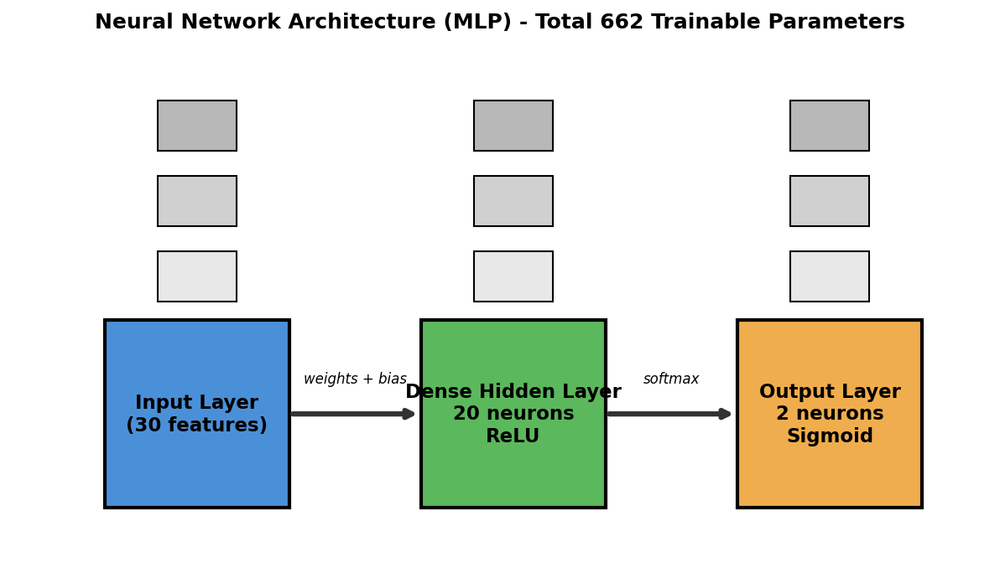 Neural Network Architecture (MLP) - Total 662 Trainable Parameters
Input Layer
(30 features)
weights + bias
Dense Hidden Layer
20 neurons
ReLU
softmax
Output Layer
2 neurons
Sigmoid